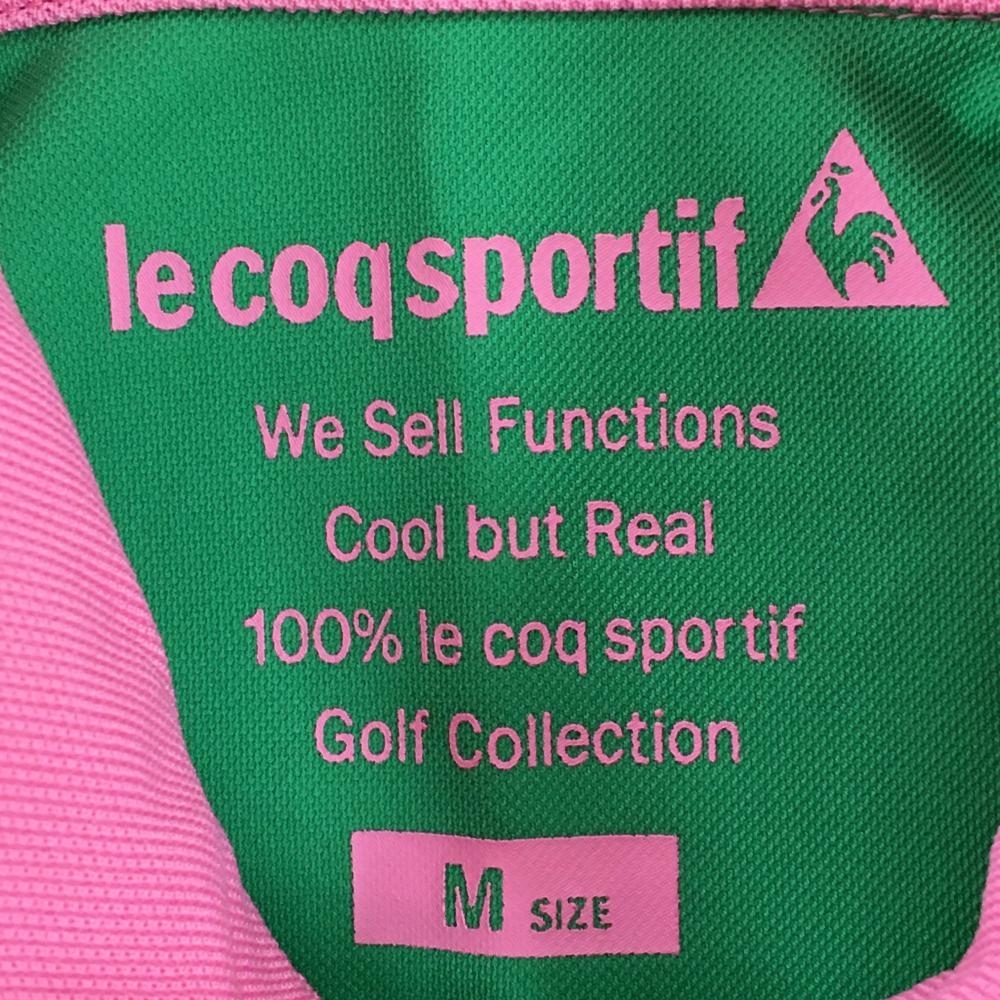 le coq sportif
We Sell Functions
Cool but Real
100% le coq sportif
Golf Collection
M SIZE